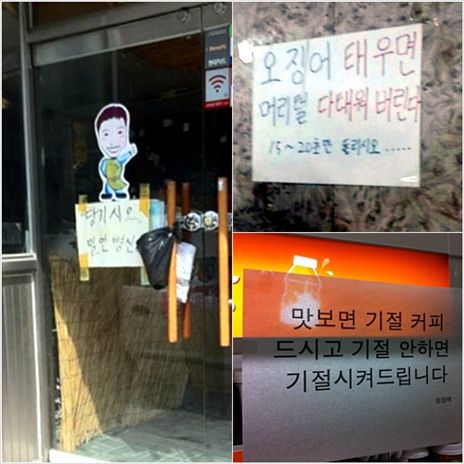 당기시오
밀면 병신
오징어 태우면
머리털 다태워 버린다
15~20초만 돌리시오.....
맛보면 기절 커피
드시고 기절 안하면
기절시켜드립니다